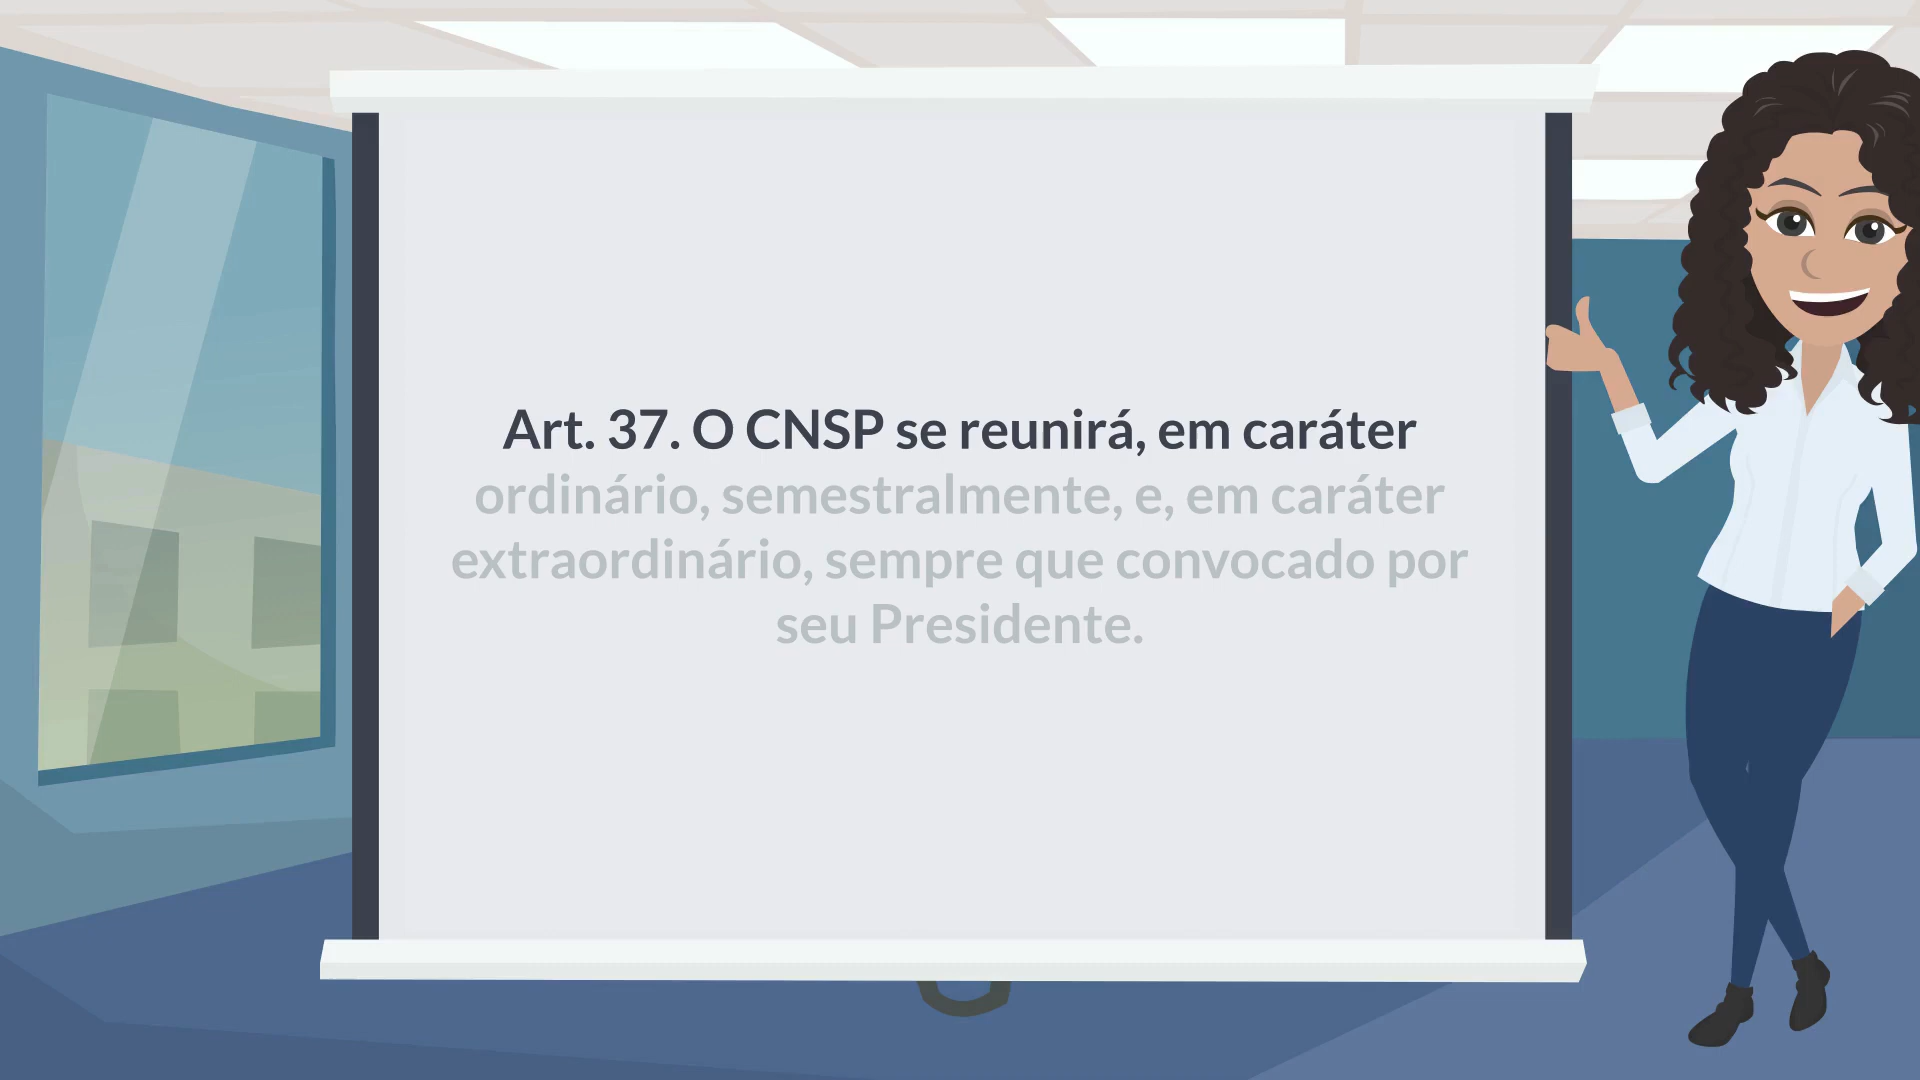 Art. 37. O CNSP se reunirá, em caráter
ordinário, semestralmente, e, em caráter
extraordinário, sempre que convocado por
seu Presidente.